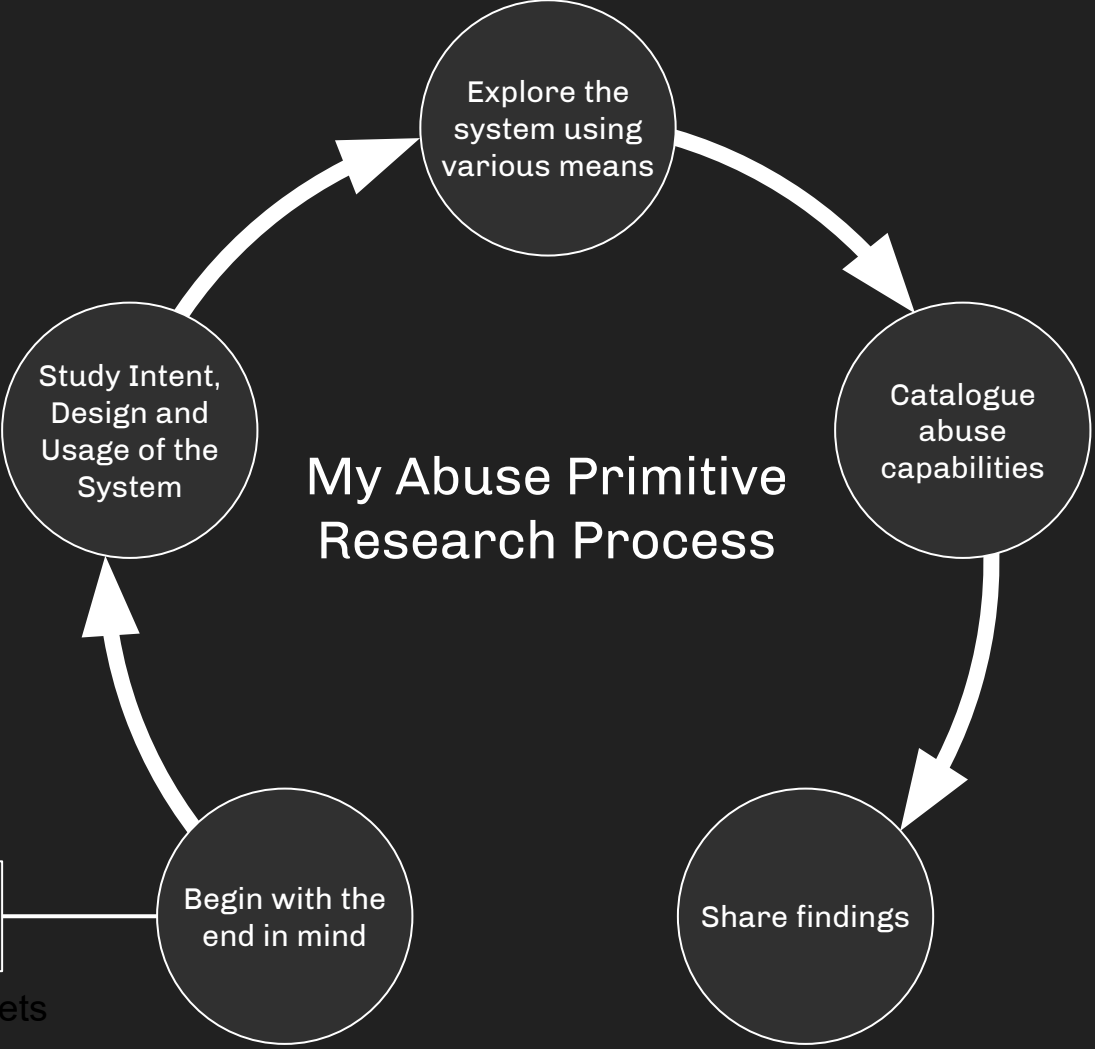 Explore the
system using
various means
Study Intent,
Design and
Usage of the
System
Catalogue
abuse
capabilities
My Abuse Primitive
Research Process
Begin with the
end in mind
Share findings
ets